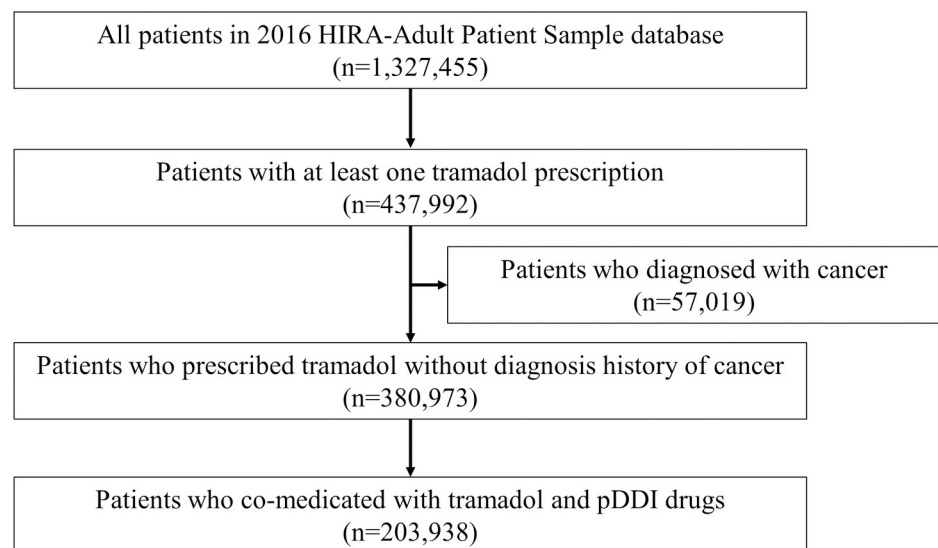 All patients in 2016 HIRA-Adult Patient Sample database
(n=1,327,455)
Patients with at least one tramadol prescription
(n=437,992)
Patients who diagnosed with cancer
(n=57,019)
Patients who prescribed tramadol without diagnosis history of cancer
(n=380,973)
Patients who co-medicated with tramadol and pDDI drugs
(n=203,938)